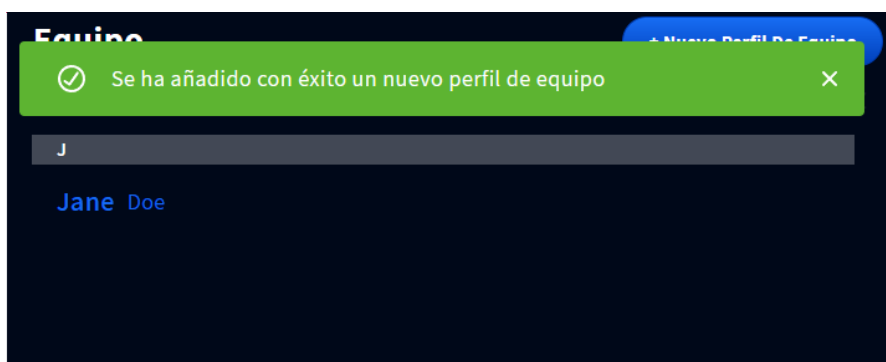 Equipo
+ Nuevo Perfil De Equipo
Se ha añadido con éxito un nuevo perfil de equipo
J
Jane Doe